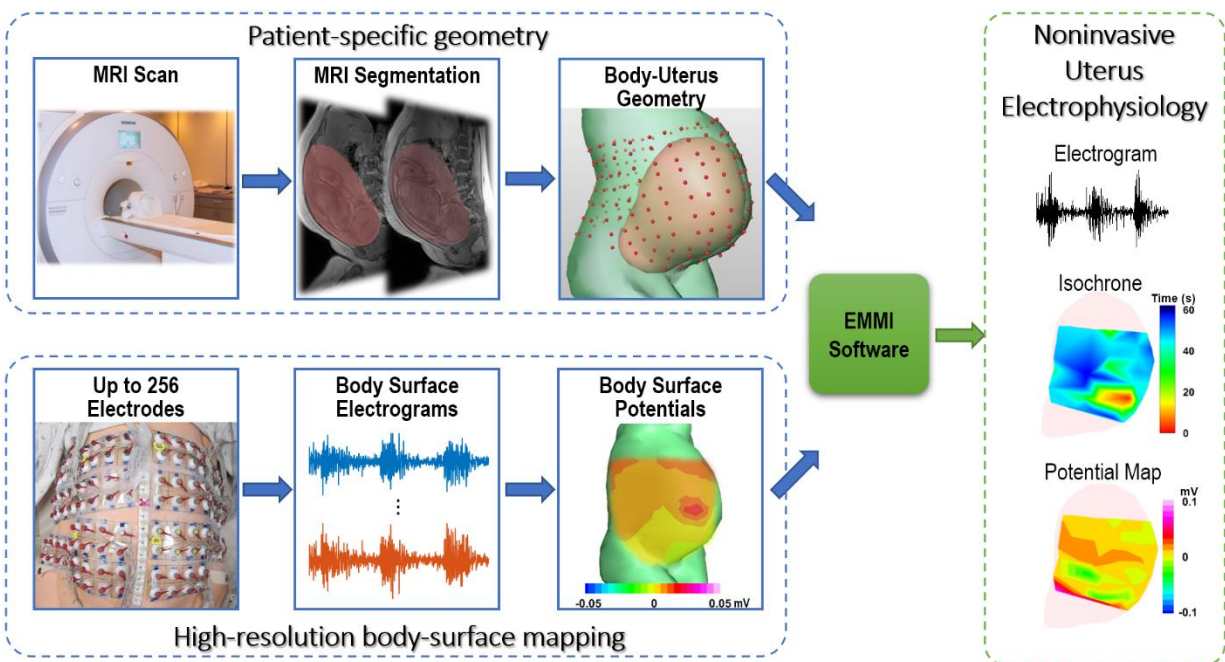 Patient-specific geometry
MRI Scan
MRI Segmentation
Body-Uterus
Geometry
Up to 256
Electrodes
Body Surface
Electrograms
⋮
Body Surface
Potentials
-0.05 0 0.05 mV
High-resolution body-surface mapping
EMMI
Software
Noninvasive
Uterus
Electrophysiology
Electrogram
Isochrone
Time (s)
60
40
20
0
Potential Map
mV
0.1
0
-0.1